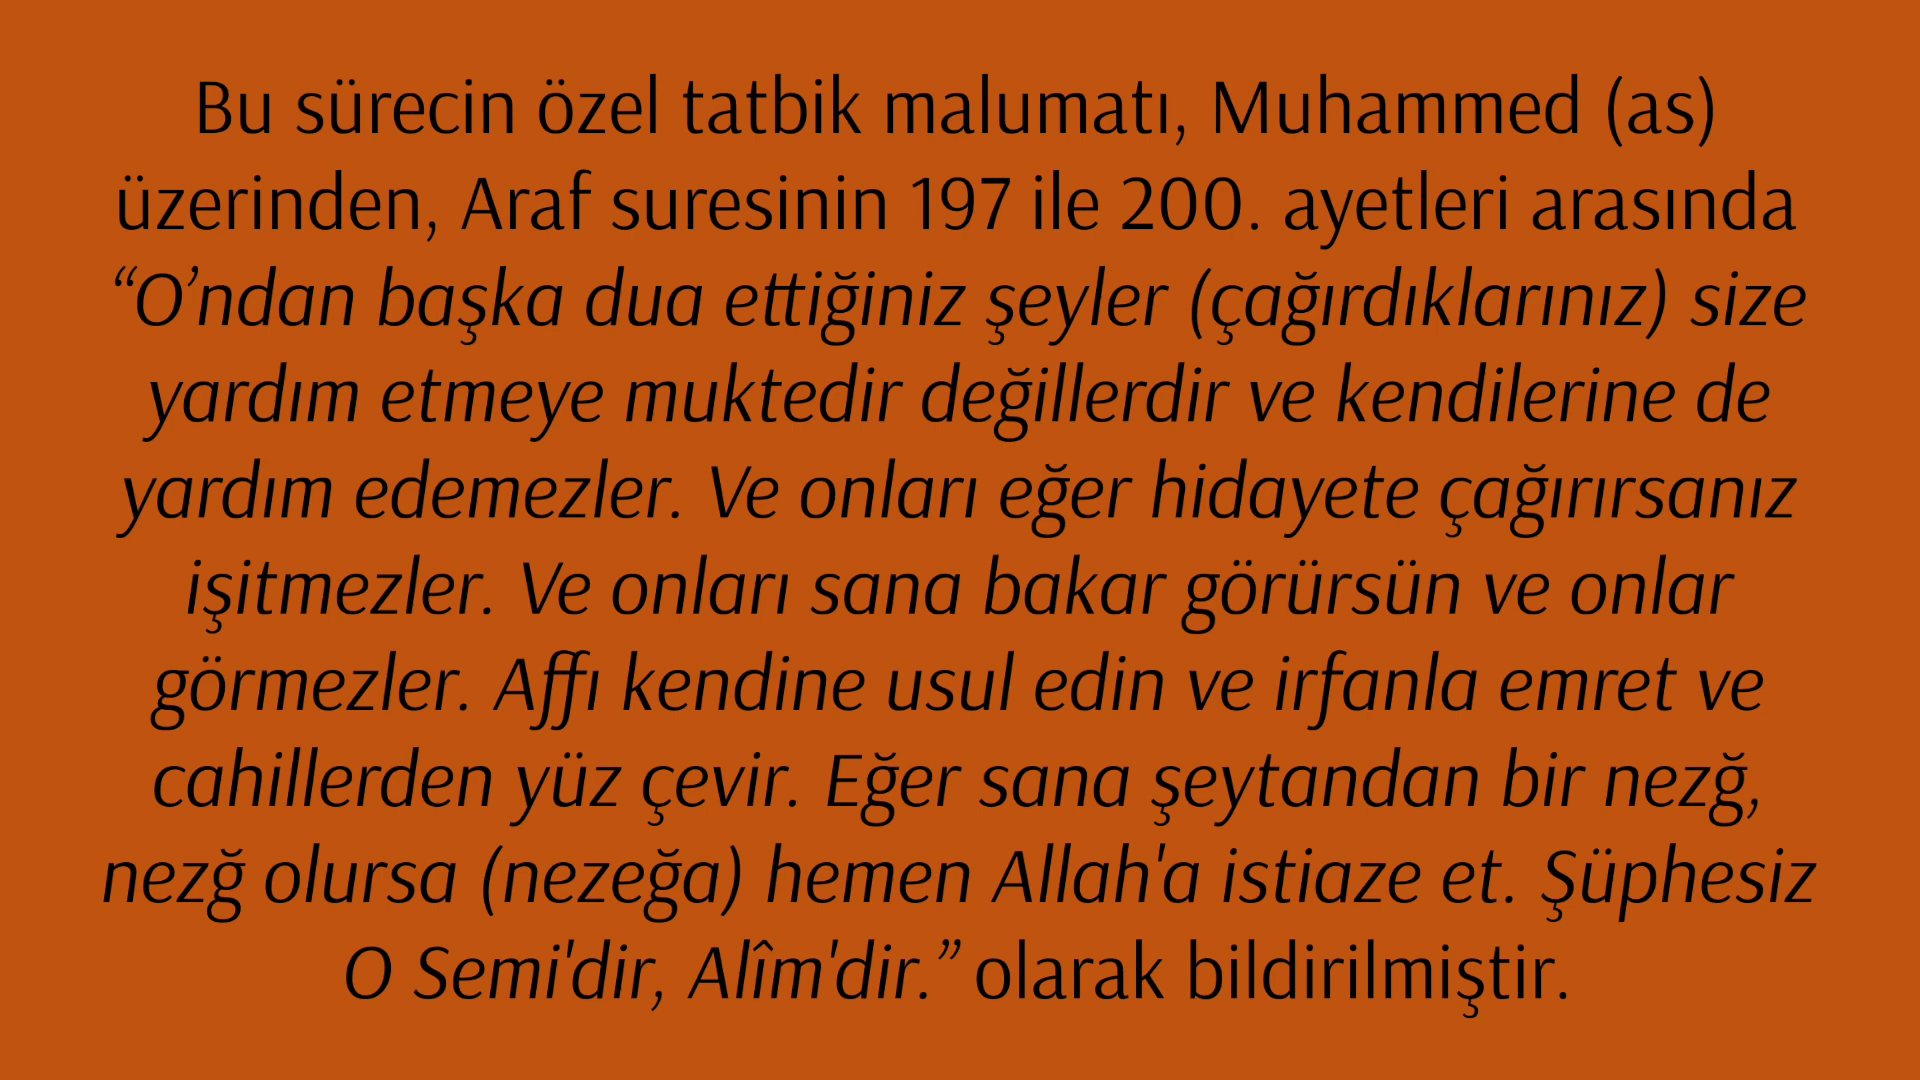 Bu sürecin özel tatbik malumatı, Muhammed (as)
üzerinden, Araf suresinin 197 ile 200. ayetleri arasında
“O’ndan başka dua ettiğiniz şeyler (çağırdıklarınız) size
yardım etmeye muktedir değillerdir ve kendilerine de
yardım edemezler. Ve onları eğer hidayete çağırırsanız
işitmezler. Ve onları sana bakar görürsün ve onlar
görmezler. Affı kendine usul edin ve irfanla emret ve
cahillerden yüz çevir. Eğer sana şeytandan bir nezğ,
nezğ olursa (nezeğa) hemen Allah'a istiaze et. Şüphesiz
O Semi'dir, Alîm'dir.” olarak bildirilmiştir.